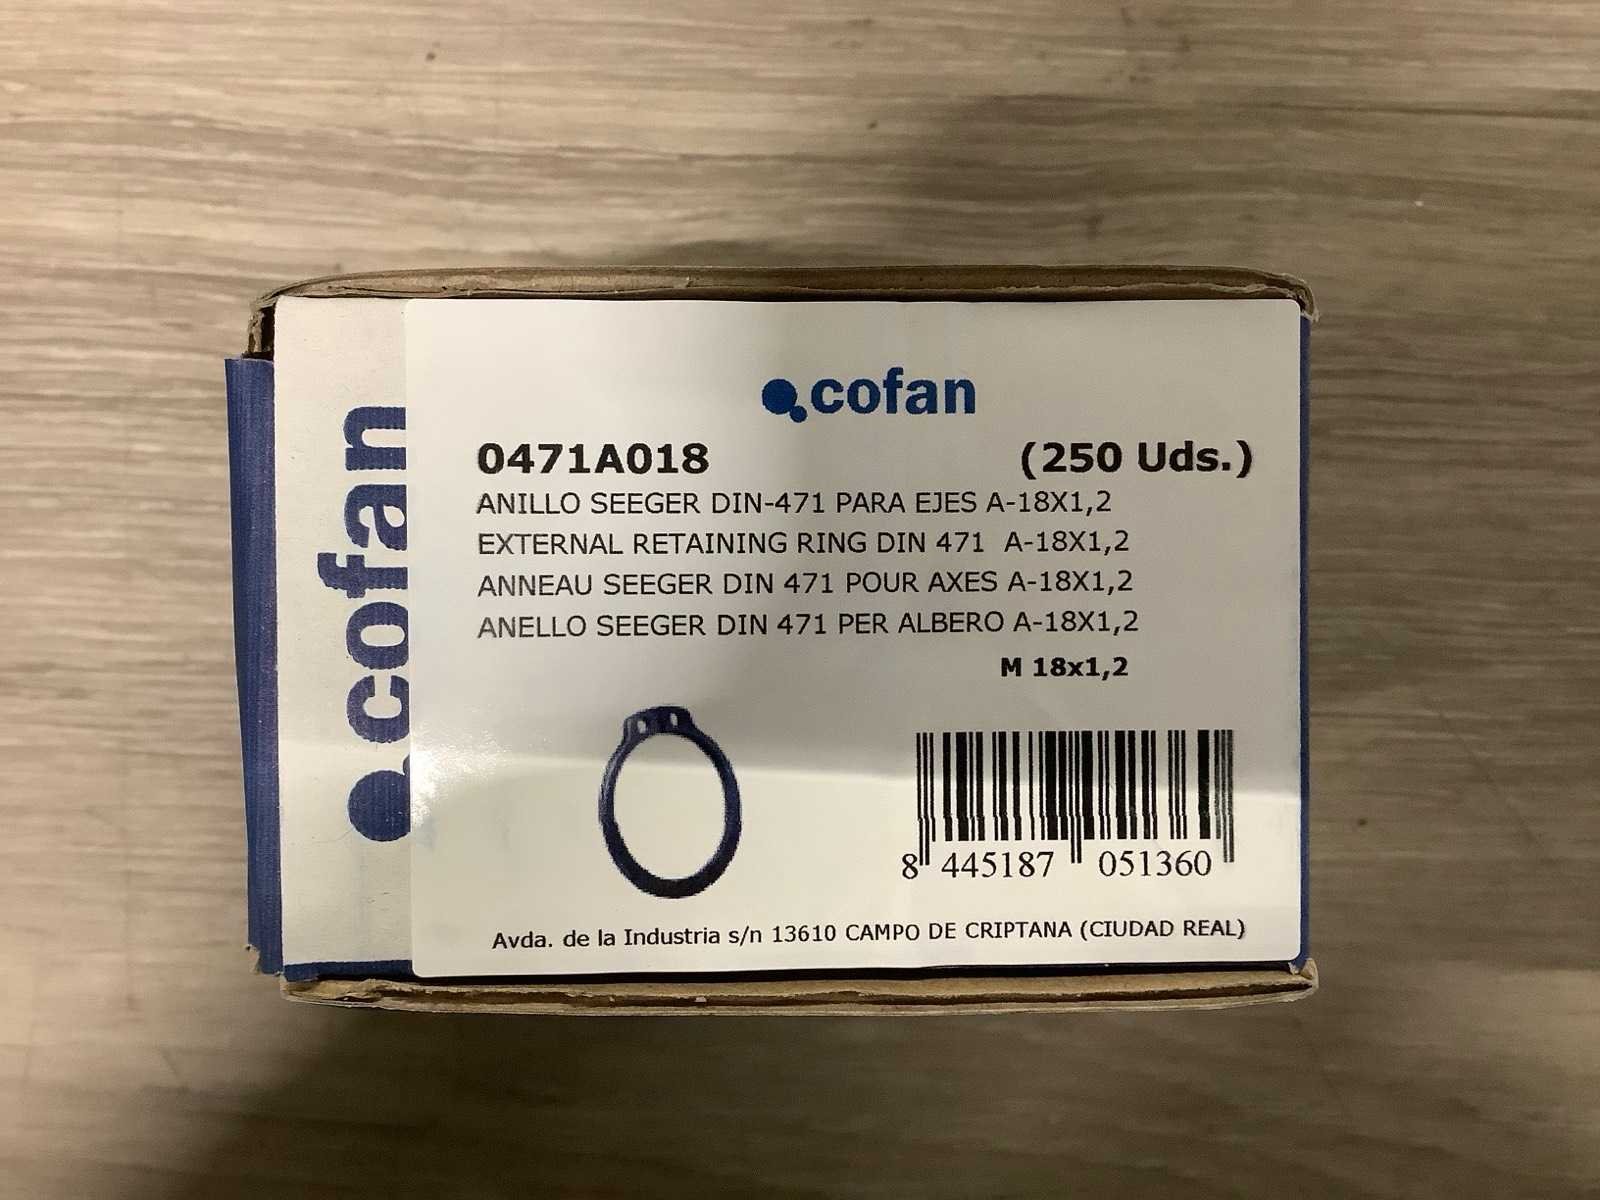 cofan
cofan
0471A018 (250 Uds.)
ANILLO SEEGER DIN-471 PARA EJES A-18X1,2
EXTERNAL RETAINING RING DIN 471 A-18X1,2
ANNEAU SEEGER DIN 471 POUR AXES A-18X1,2
ANELLO SEEGER DIN 471 PER ALBERO A-18X1,2
M 18x1,2
8 445187 051360
Avda. de la Industria s/n 13610 CAMPO DE CRIPTANA (CIUDAD REAL)